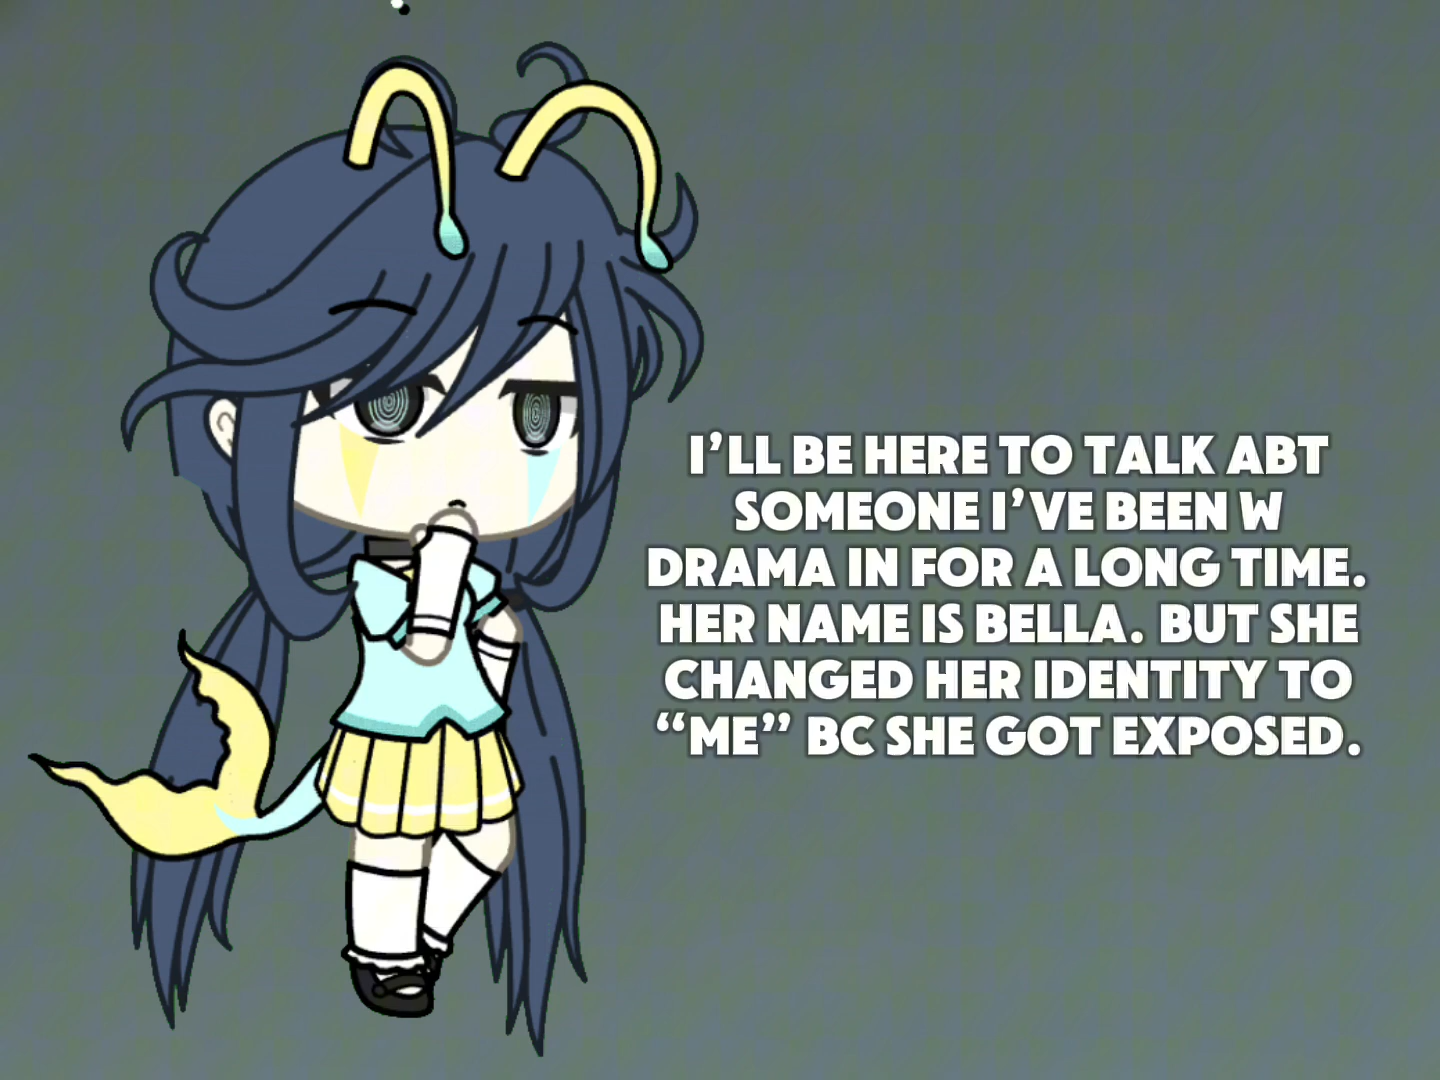 I'LL BE HERE TO TALK ABT
SOMEONE I'VE BEEN W
DRAMA IN FOR A LONG TIME.
HER NAME IS BELLA. BUT SHE
CHANGED HER IDENTITY TO
“ME” BC SHE GOT EXPOSED.